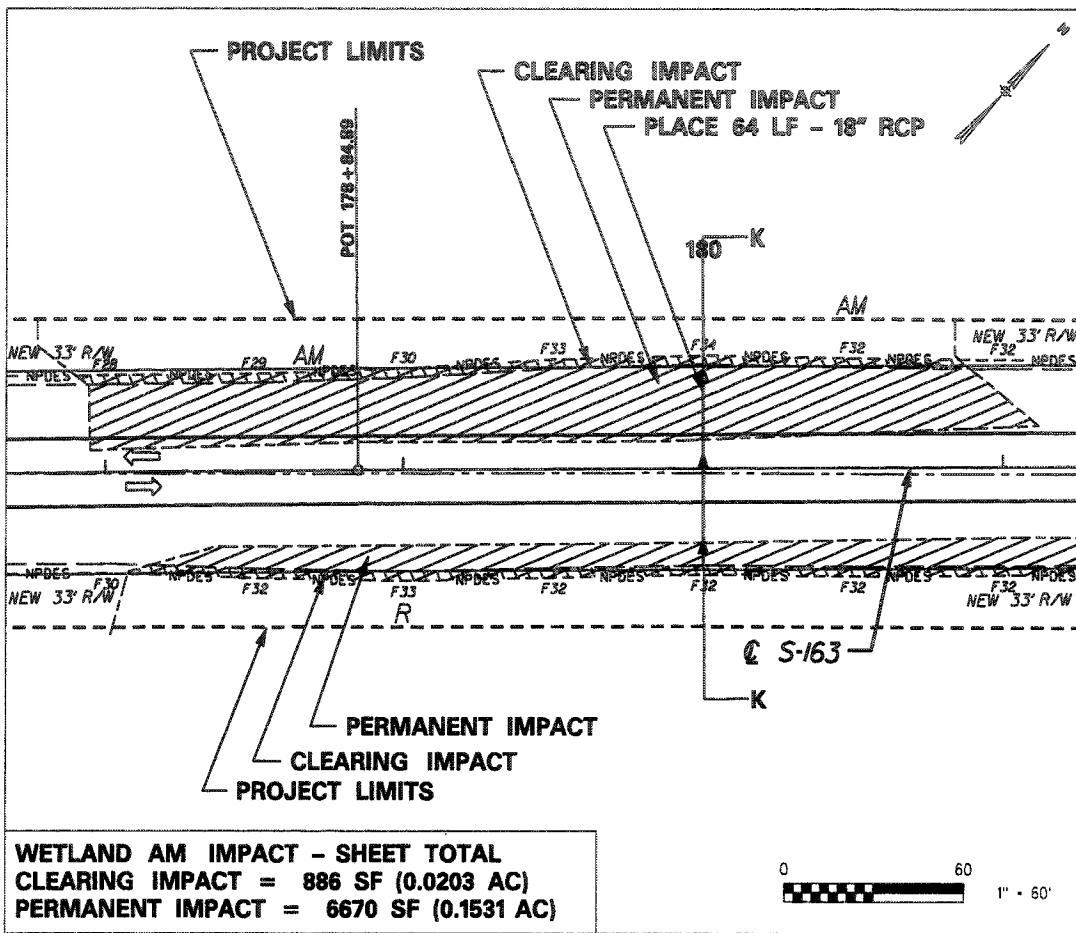 PROJECT LIMITS
N
CLEARING IMPACT
PERMANENT IMPACT
PLACE 64 LF - 18" RCP
POT 178+84.89
180
K
AM
NEW 33' R/W
F28
F29
AM
F30
NPDES
F33
NPDES
F34
NPDES
F32
NPDES
NEW 33' R/W
F32
NPDES
NPDES
NPDES
NPDES
NPDES
F30
NPDES
NPDES
NPDES
NPDES
NPDES
NPDES
NPDES
NEW 33' R/W
F32
F33
F32
F32
F32
F32
NEW 33' R/W
R
℄ S-163
K
PERMANENT IMPACT
CLEARING IMPACT
PROJECT LIMITS
WETLAND AM IMPACT - SHEET TOTAL
CLEARING IMPACT = 886 SF (0.0203 AC)
PERMANENT IMPACT = 6670 SF (0.1531 AC)
0 60
1" - 60'